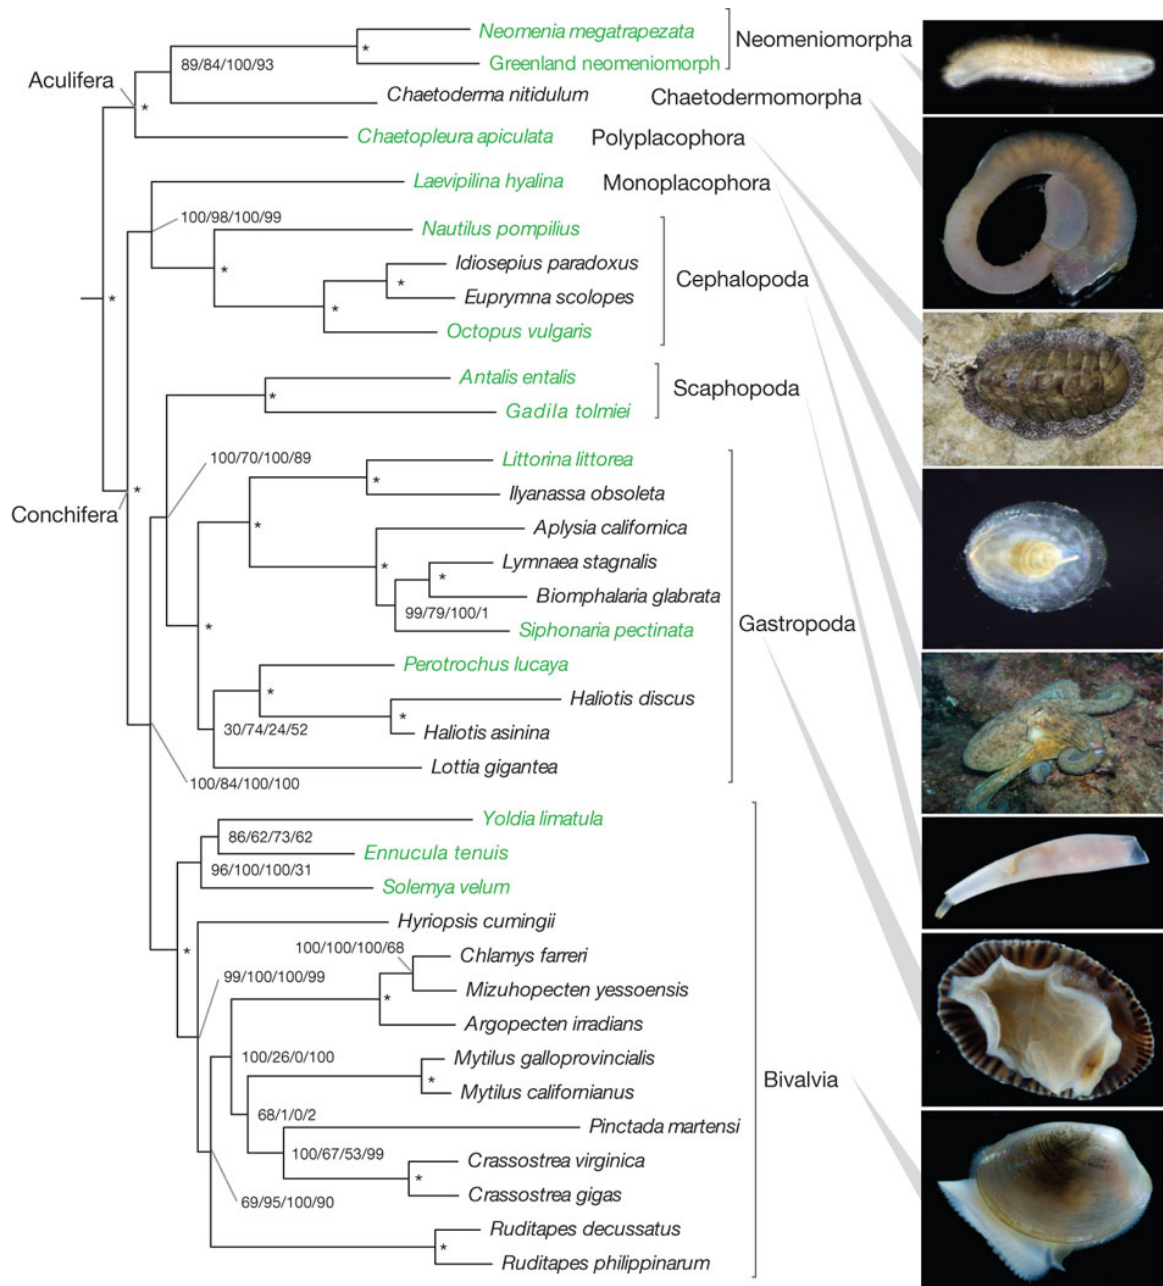 Neomenia megatrapezata
Neomeniomorpha
89/84/100/93
Greenland neomeniomorph
Aculifera
*
*
Chaetoderma nitidulum
Chaetodermomorpha
Chaetopleura apiculata
Polyplacophora
Laevipilina hyalina
Monoplacophora
100/98/100/99
Nautilus pompilius
*
Idiosepius paradoxus
*
Cephalopoda
*
Euprymna scolopes
*
Octopus vulgaris
Antalis entalis
*
Scaphopoda
Gadila tolmiei
100/70/100/89
Littorina littorea
*
*
Conchifera
Ilyanassa obsoleta
*
Aplysia californica
*
Lymnaea stagnalis
*
99/79/100/1
Biomphalaria glabrata
Gastropoda
*
Siphonaria pectinata
Perotrochus lucaya
*
Haliotis discus
*
30/74/24/52
Haliotis asinina
Lottia gigantea
100/84/100/100
Yoldia limatula
86/62/73/62
Ennucula tenuis
96/100/100/31
Solemya velum
Hyriopsis cumingii
*
100/100/100/68
Chlamys farreri
99/100/100/99
*
Mizuhopecten yessoensis
Argopecten irradians
100/26/0/100
Mytilus galloprovincialis
*
Bivalvia
Mytilus californianus
68/1/0/2
Pinctada martensi
100/67/53/99
Crassostrea virginica
*
69/95/100/90
Crassostrea gigas
Ruditapes decussatus
*
Ruditapes philippinarum